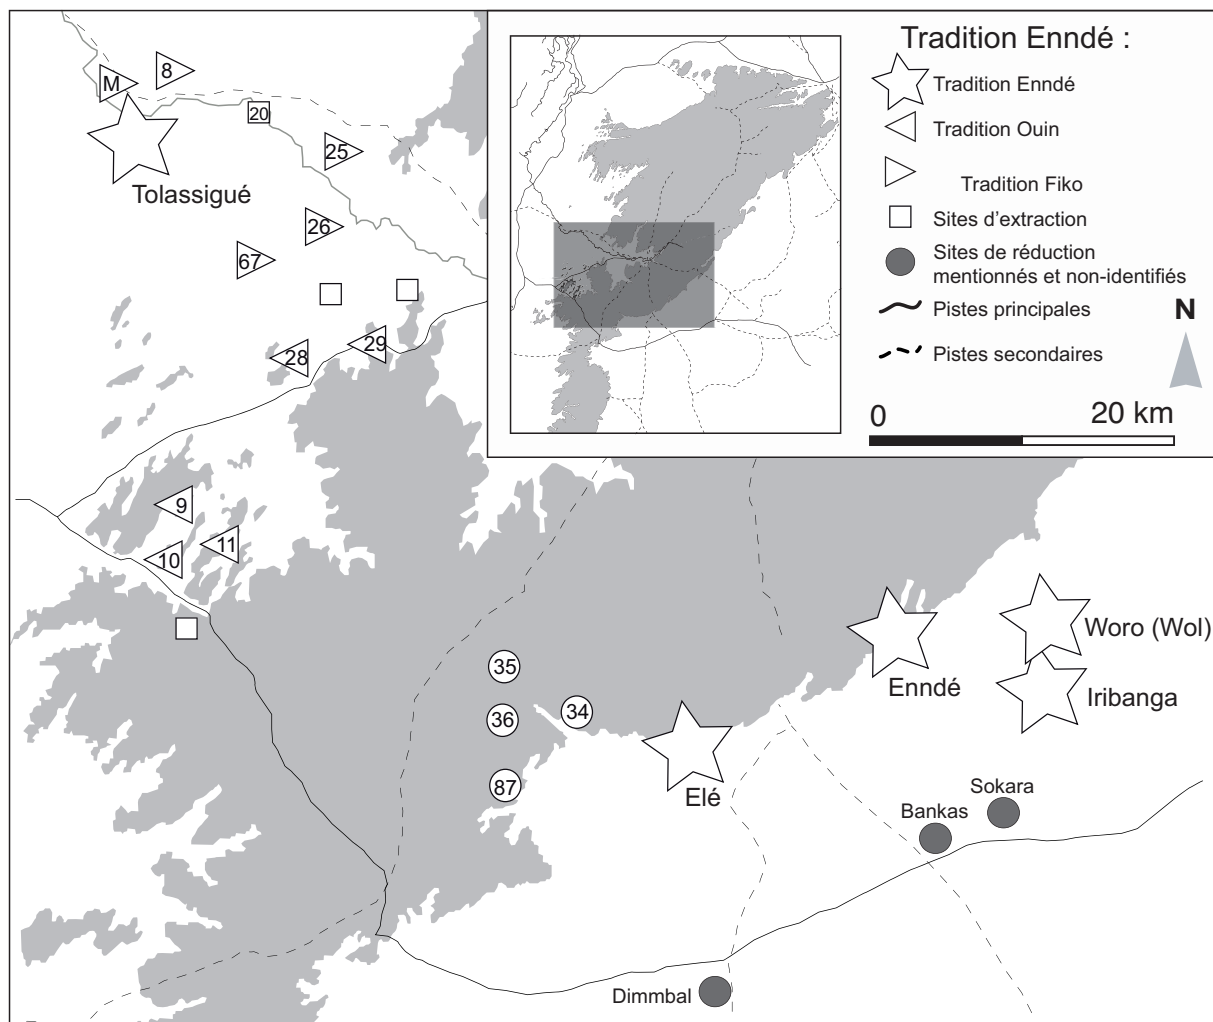 Tradition Enndé :
Tradition Enndé
Tradition Ouin
Tradition Fiko
Sites d'extraction
Sites de réduction
mentionnés et non-identifiés
Pistes principales
Pistes secondaires
N
0 20 km
M
8
20
25
Tolassigué
26
67
29
28
9
11
10
35
36
34
87
Enndé
Woro (Wol)
Iribanga
Elé
Sokara
Bankas
Dimmbal